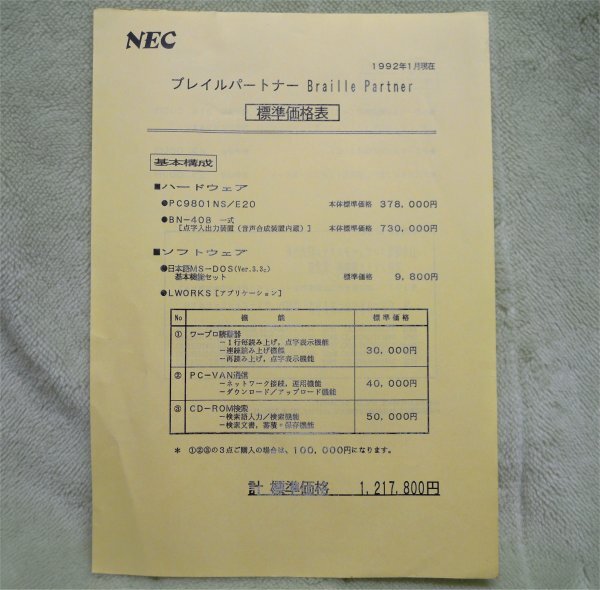 NEC
1992年1月現在
ブレイルパートナー Braille Partner
標準価格表
基本構成
■ハードウェア
●PC9801NS/E20 本体標準価格 378,000円
●BN-408 一式 本体標準価格 730,000円
[点字入出力装置(音声合成装置内蔵)]
■ソフトウェア
●日本語MS-DOS(Ver.3.3c) 標準価格 9,800円
基本機能セット
●LWORKS[アプリケーション]
No 機能 標準価格
① ワープロ 30,000円
-1行毎読み上げ,点字表示機能
-連続読み上げ機能
-再読み上げ,点字表示機能
② PC-VAN通信 40,000円
-ネットワーク接続,運用機能
-ダウンロード/アップロード機能
③ CD-ROM検索 50,000円
-検索語入力/検索機能
-検索文書,蓄積・保存機能
* ①②③の3点ご購入の場合は、100,000円になります。
計 標準価格 1,217,800円